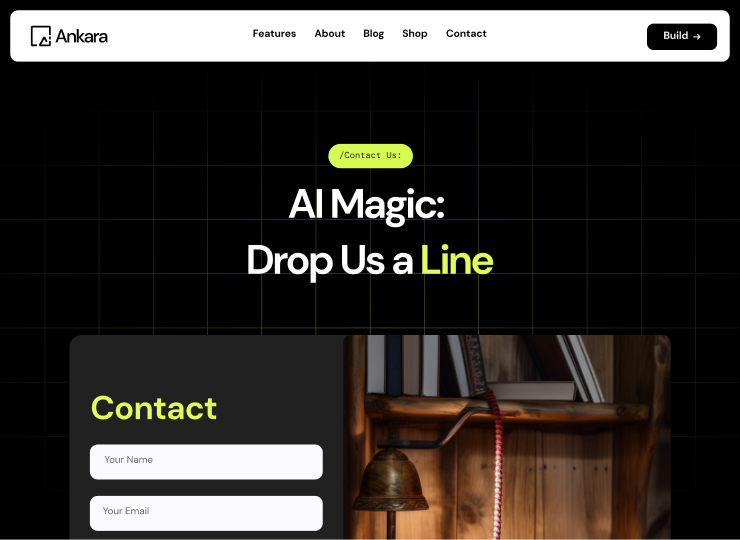 Ankara
Features About Blog Shop Contact
Build →
/Contact Us:
AI Magic:
Drop Us a Line
Contact
Your Name
Your Email